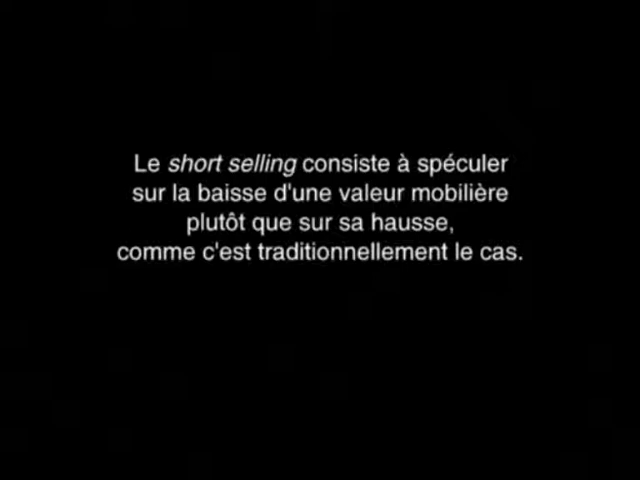 Le short selling consiste à spéculer
sur la baisse d'une valeur mobilière
plutôt que sur sa hausse,
comme c'est traditionnellement le cas.